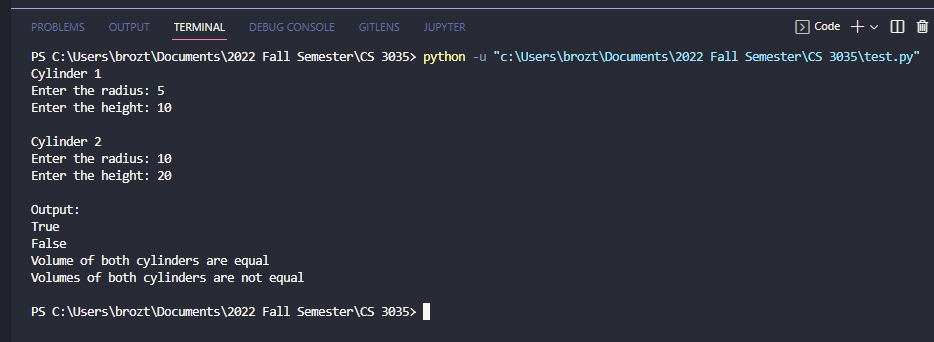 PROBLEMS OUTPUT TERMINAL DEBUG CONSOLE GITLENS JUPYTER Code
PS C:\Users\brozt\Documents\2022 Fall Semester\CS 3035> python -u "c:\Users\brozt\Documents\2022 Fall Semester\CS 3035\test.py"
Cylinder 1
Enter the radius: 5
Enter the height: 10
Cylinder 2
Enter the radius: 10
Enter the height: 20
Output:
True
False
Volume of both cylinders are equal
Volumes of both cylinders are not equal
PS C:\Users\brozt\Documents\2022 Fall Semester\CS 3035>